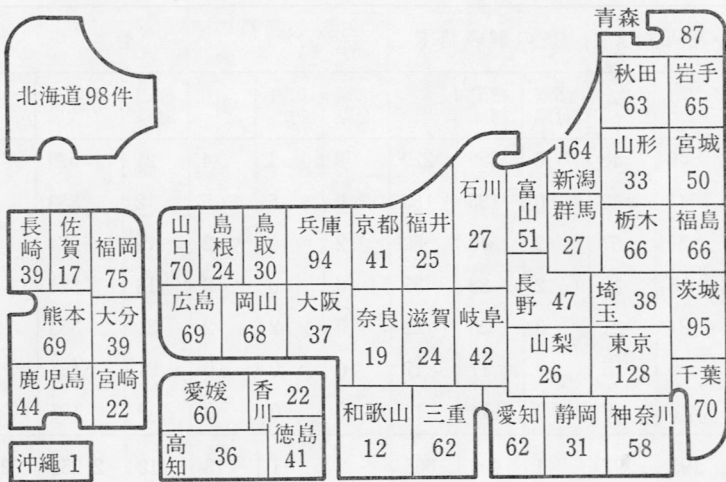 北海道98件
青森
87
秋田
63
岩手
65
164
新潟
山形
33
宮城
50
富山
51
群馬
27
栃木
66
福島
66
石川
27
山口
70
島根
24
鳥取
30
兵庫
94
京都
41
福井
25
長野 47
埼玉 38
茨城
95
広島
69
岡山
68
大阪
37
奈良
19
滋賀
24
岐阜
42
山梨
26
東京
128
千葉
70
和歌山
12
三重
62
愛知
62
静岡
31
神奈川
58
長崎
39
佐賀
17
福岡
75
熊本
69
大分
39
鹿児島
44
宮崎
22
沖縄 1
愛媛
60
香川 22
高知 36
徳島
41